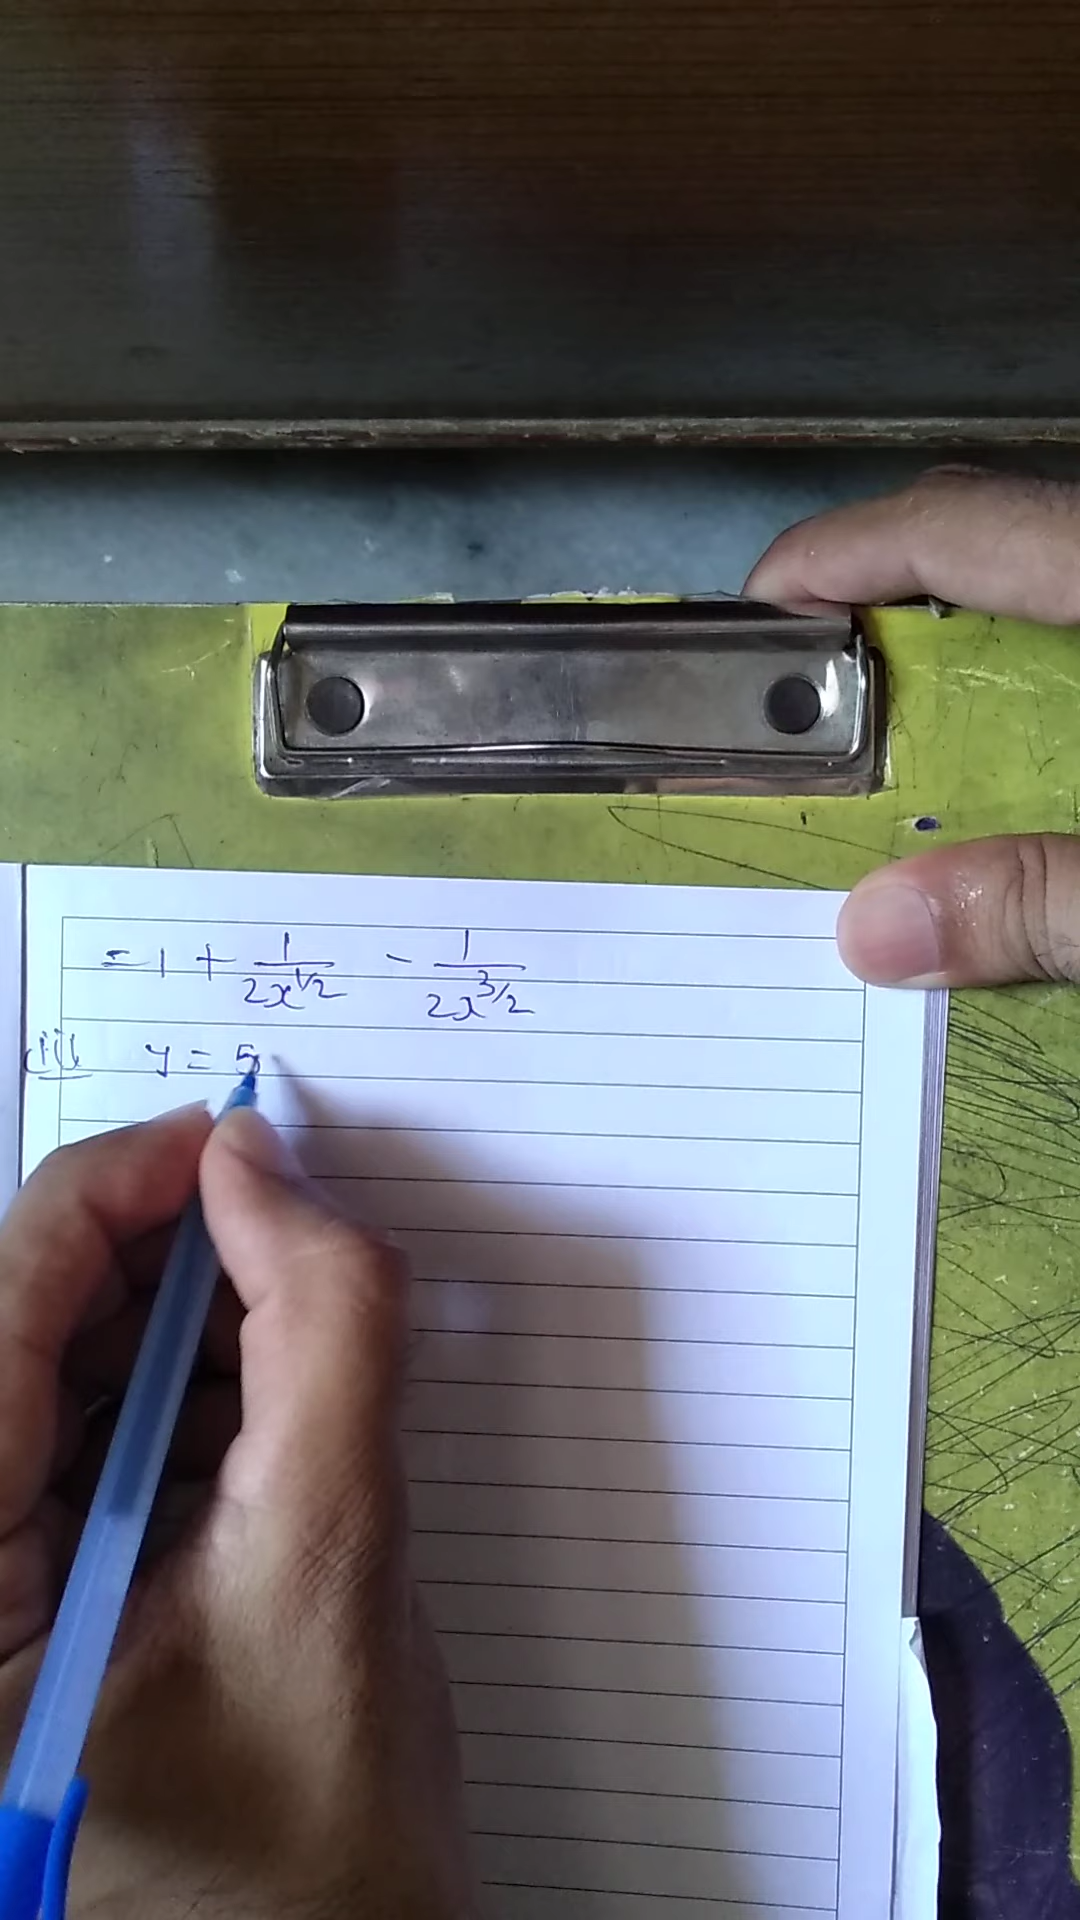 = 1 + 1/2x^1/2 - 1/2x^3/2
(iii) y = 5